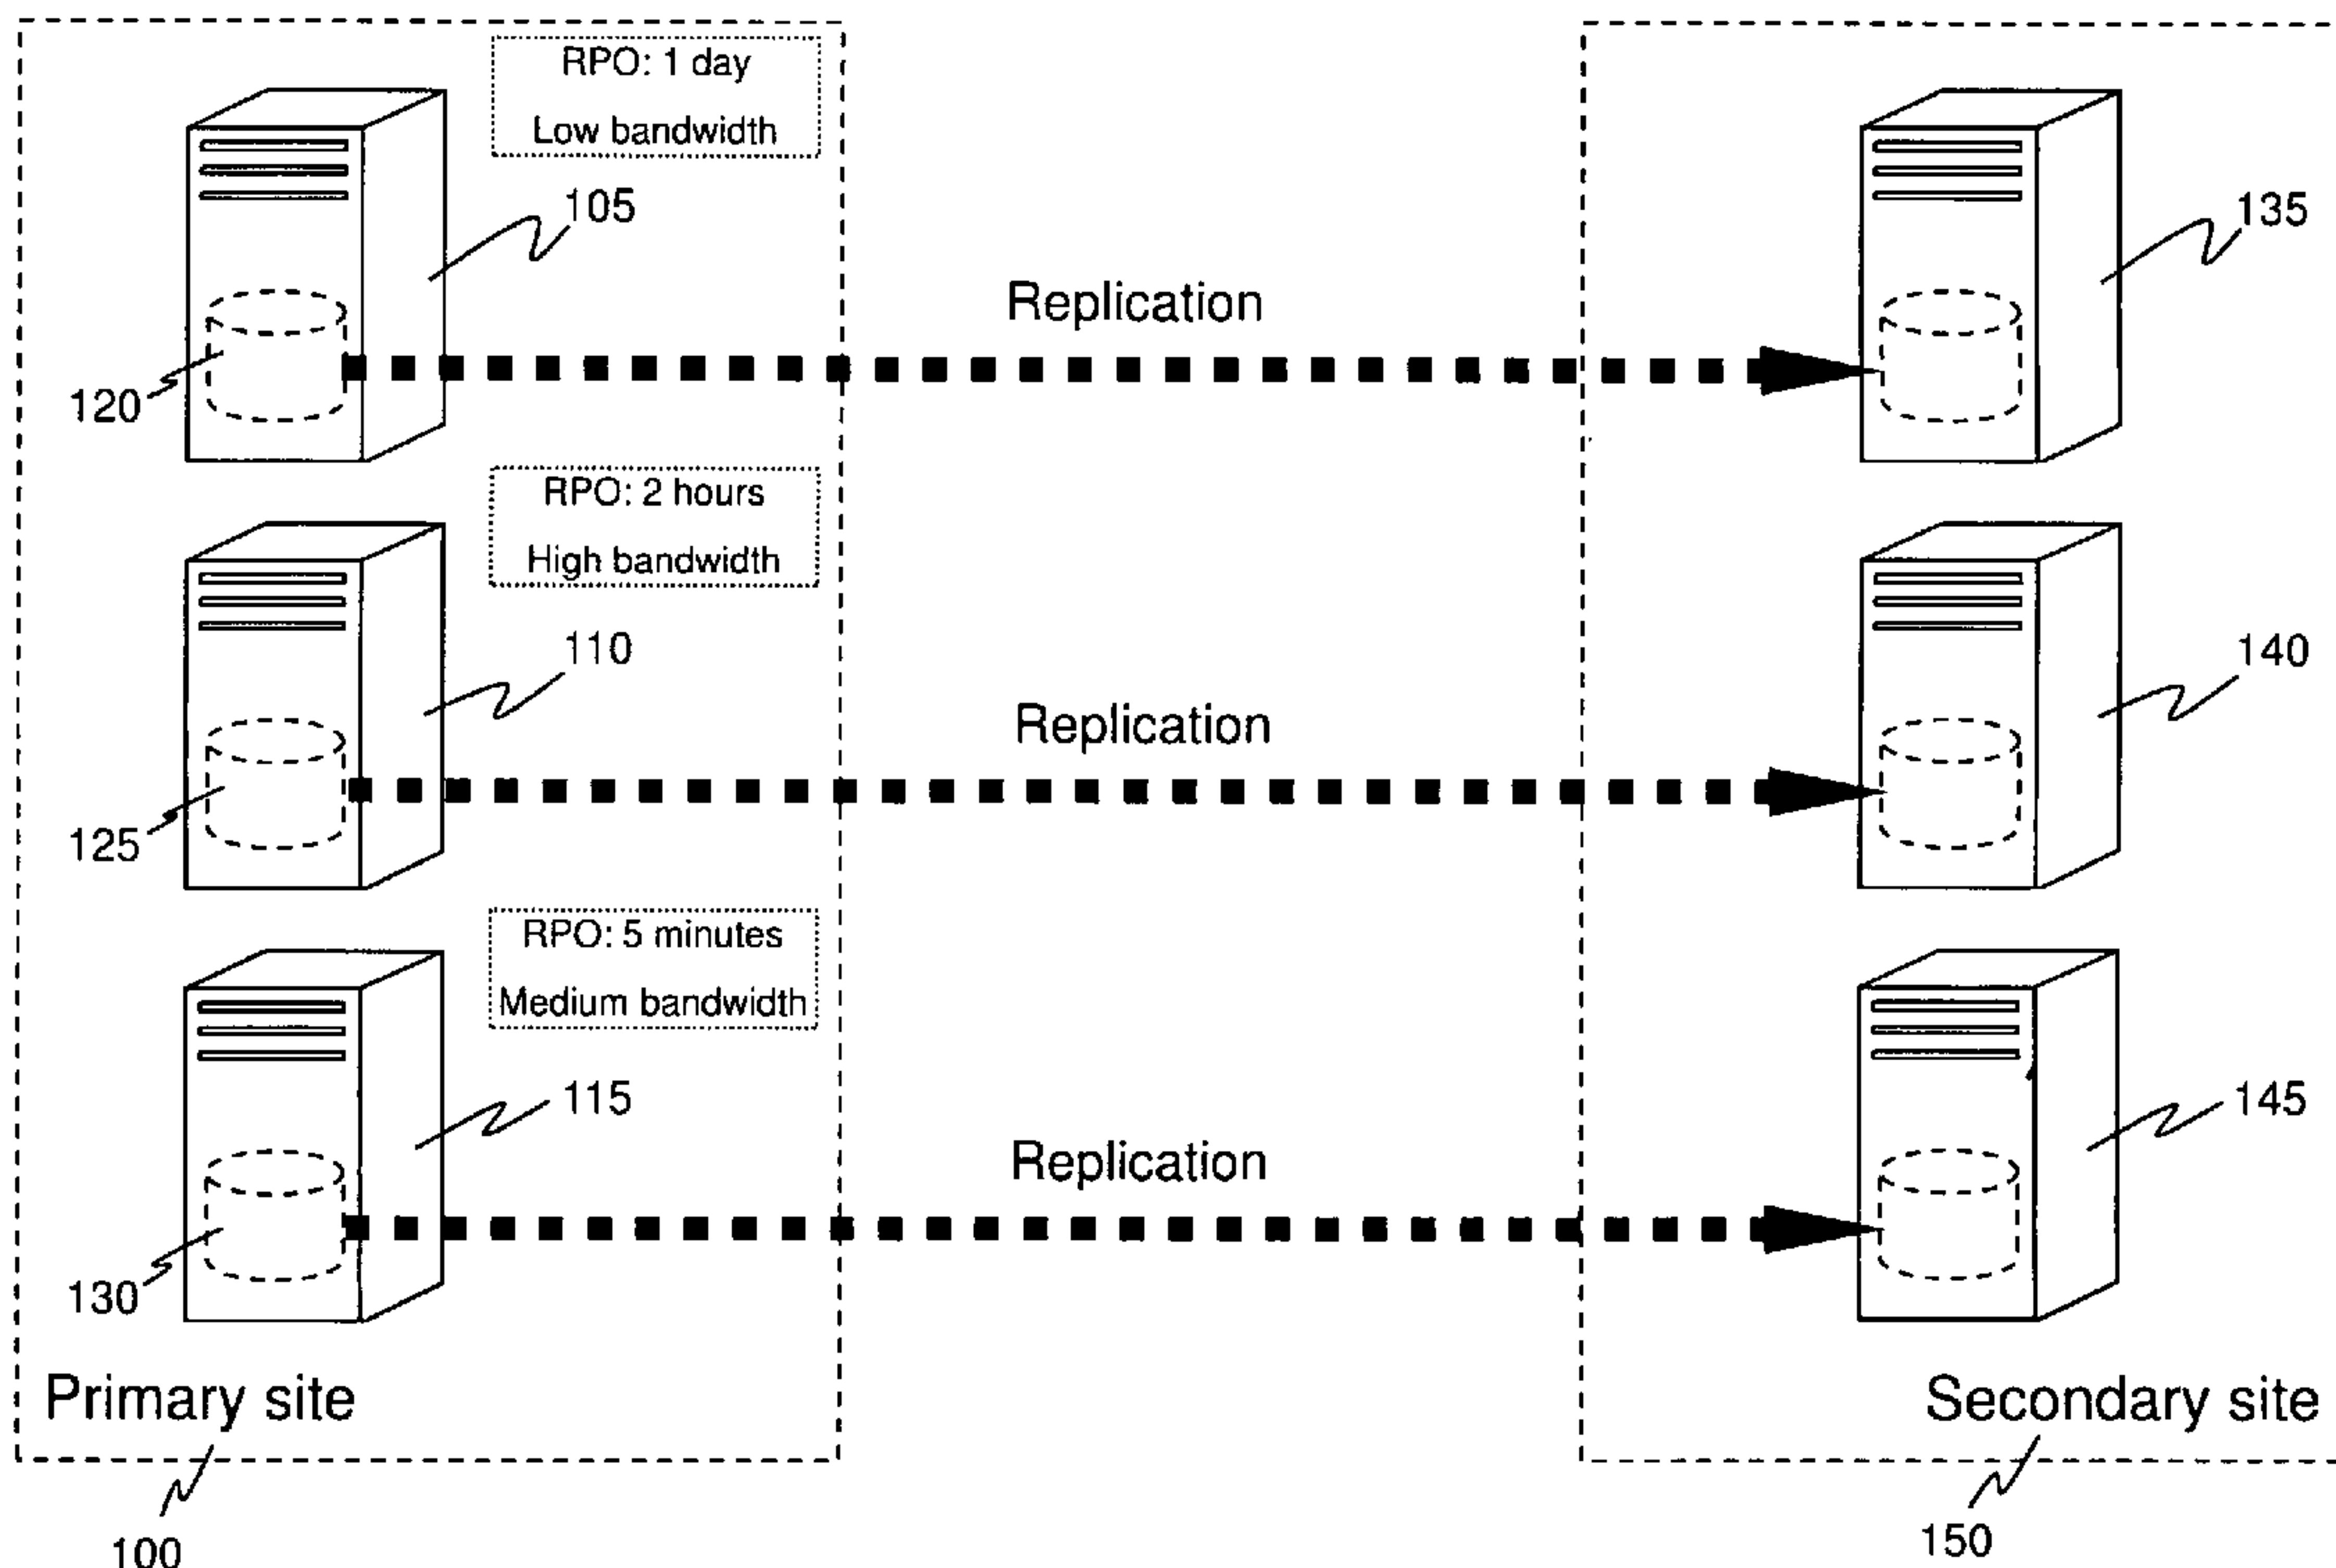 RPO: 1 day
Low bandwidth
105
135
Replication
120
RPO: 2 hours
High bandwidth
110
140
Replication
125
RPO: 5 minutes
Medium bandwidth
115
145
Replication
130
Primary site
Secondary site
100
150